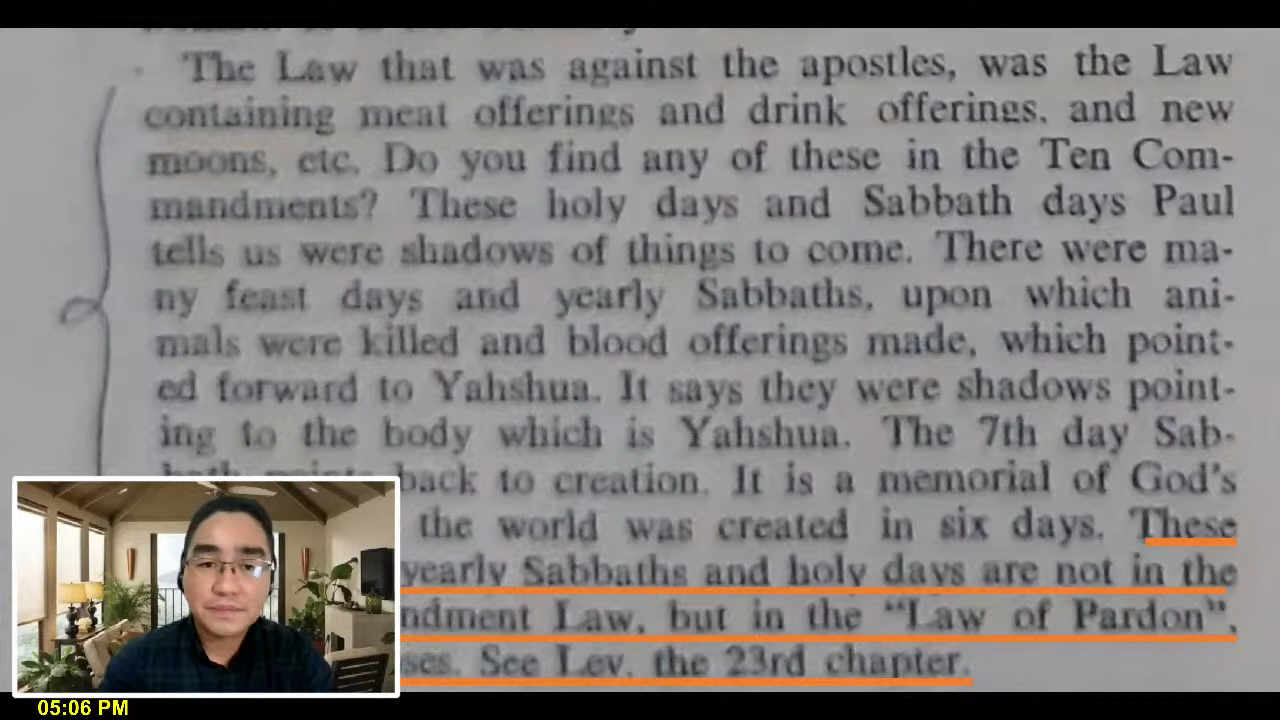 The Law that was against the apostles, was the Law
containing meat offerings and drink offerings, and new
moons, etc. Do you find any of these in the Ten Com-
mandments? These holy days and Sabbath days Paul
tells us were shadows of things to come. There were ma-
ny feast days and yearly Sabbaths, upon which ani-
mals were killed and blood offerings made, which point-
ed forward to Yahshua. It says they were shadows point-
ing to the body which is Yahshua. The 7th day Sab-
back to creation. It is a memorial of God's
the world was created in six days. These
yearly Sabbaths and holy days are not in the
ndment Law, but in the "Law of Pardon",
ses. See Lev. the 23rd chapter.
05:06 PM